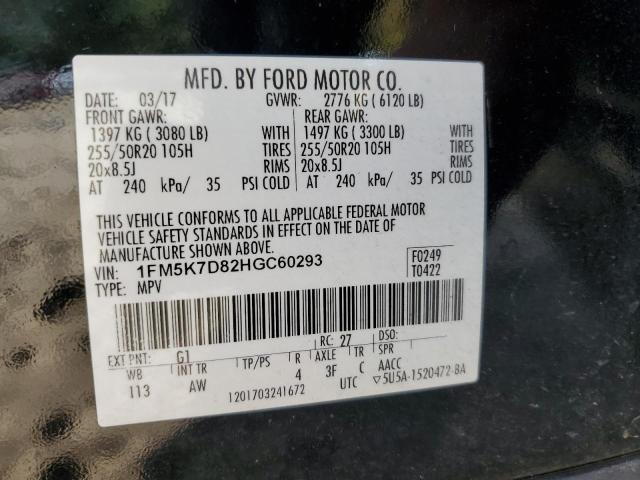 MFD. BY FORD MOTOR CO.
DATE: 03/17 GVWR: 2776 KG ( 6120 LB)
FRONT GAWR: REAR GAWR:
1397 KG ( 3080 LB) WITH 1497 KG ( 3300 LB) WITH
255/50R20 105H TIRES 255/50R20 105H TIRES
20x8.5J RIMS 20x8.5J RIMS
AT 240 kPa/ 35 PSI COLD AT 240 kPa/ 35 PSI COLD
THIS VEHICLE CONFORMS TO ALL APPLICABLE FEDERAL MOTOR
VEHICLE SAFETY STANDARDS IN EFFECT ON THE DATE OF
MANUFACTURE SHOWN ABOVE.
VIN: 1FM5K7D82HGC60293 F0249
TYPE: MPV T0422
EXT PNT: G1 RC: 27 DSO:
WB INT TR TP/PS R AXLE TR SPR
113 AW 4 3F C AACC
1201703241672 UTC ▽5U5A-1520472-BA